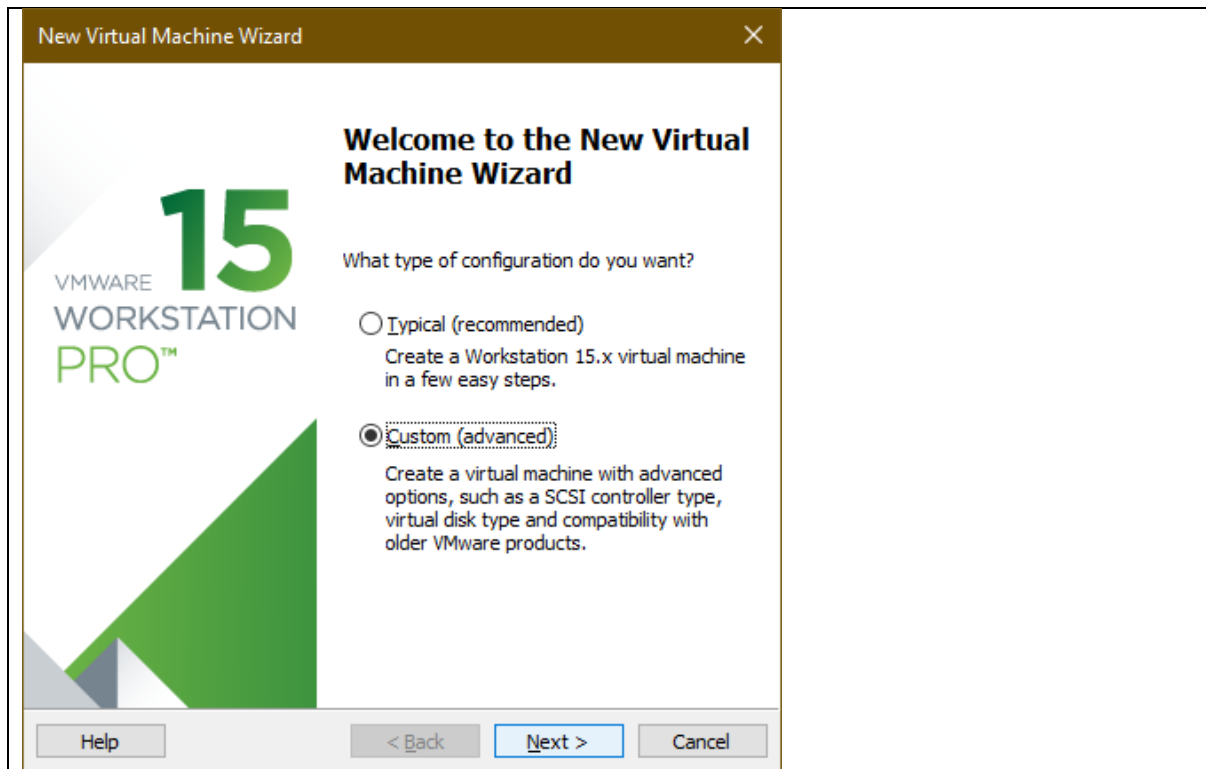 New Virtual Machine Wizard
Welcome to the New Virtual
Machine Wizard
15
VMWARE
WORKSTATION
PRO™
What type of configuration do you want?
Typical (recommended)
Create a Workstation 15.x virtual machine
in a few easy steps.
Custom (advanced)
Create a virtual machine with advanced
options, such as a SCSI controller type,
virtual disk type and compatibility with
older VMware products.
Help
< Back
Next >
Cancel